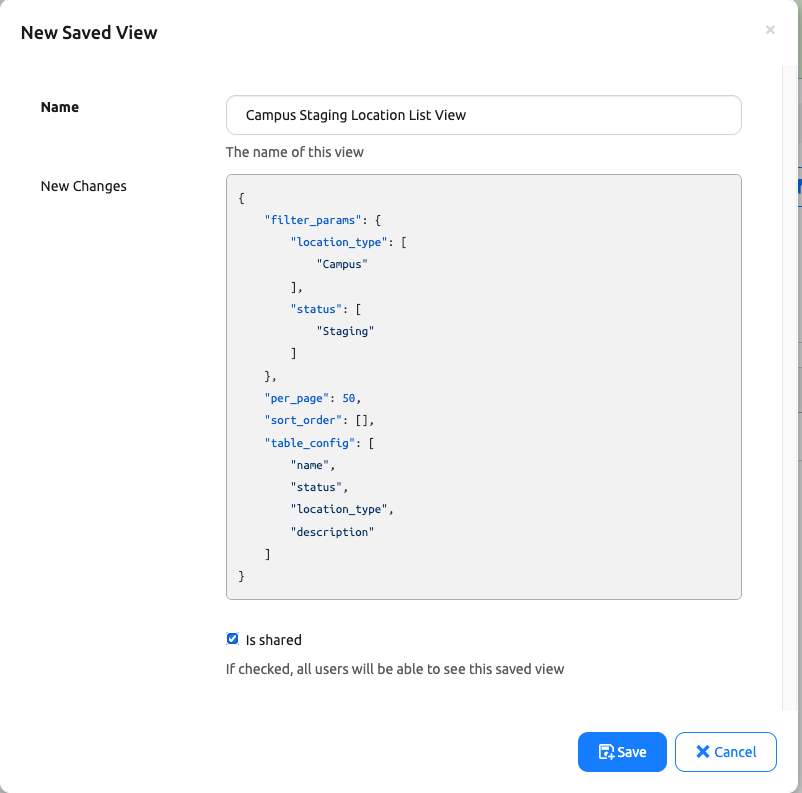 New Saved View
×
Name
Campus Staging Location List View
The name of this view
New Changes
{
    "filter_params": {
        "location_type": [
            "Campus"
        ],
        "status": [
            "Staging"
        ]
    },
    "per_page": 50,
    "sort_order": [],
    "table_config": [
        "name",
        "status",
        "location_type",
        "description"
    ]
}
Is shared
If checked, all users will be able to see this saved view
Save
Cancel